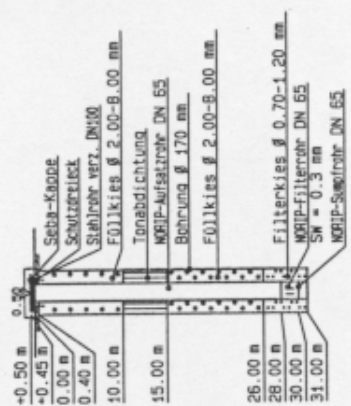 0.50
+0.50 m
+0.45 m
0.00 m
0.40 m
10.00 m
15.00 m
26.00 m
28.00 m
30.00 m
31.00 m
Seba-Kappe
Schutzdreieck
Stahlrohr verz. DN100
Füllkies Ø 2.00-8.00 mm
Tonabdichtung
NORIP-Aufsatzrohr DN 65
Bohrung Ø 170 mm
Füllkies Ø 2.00-8.00 mm
Filterkies Ø 0.70-1.20 mm
NORIP-Filterrohr DN 65
SW = 0.3 mm
NORIP-Sumpfrohr DN 65